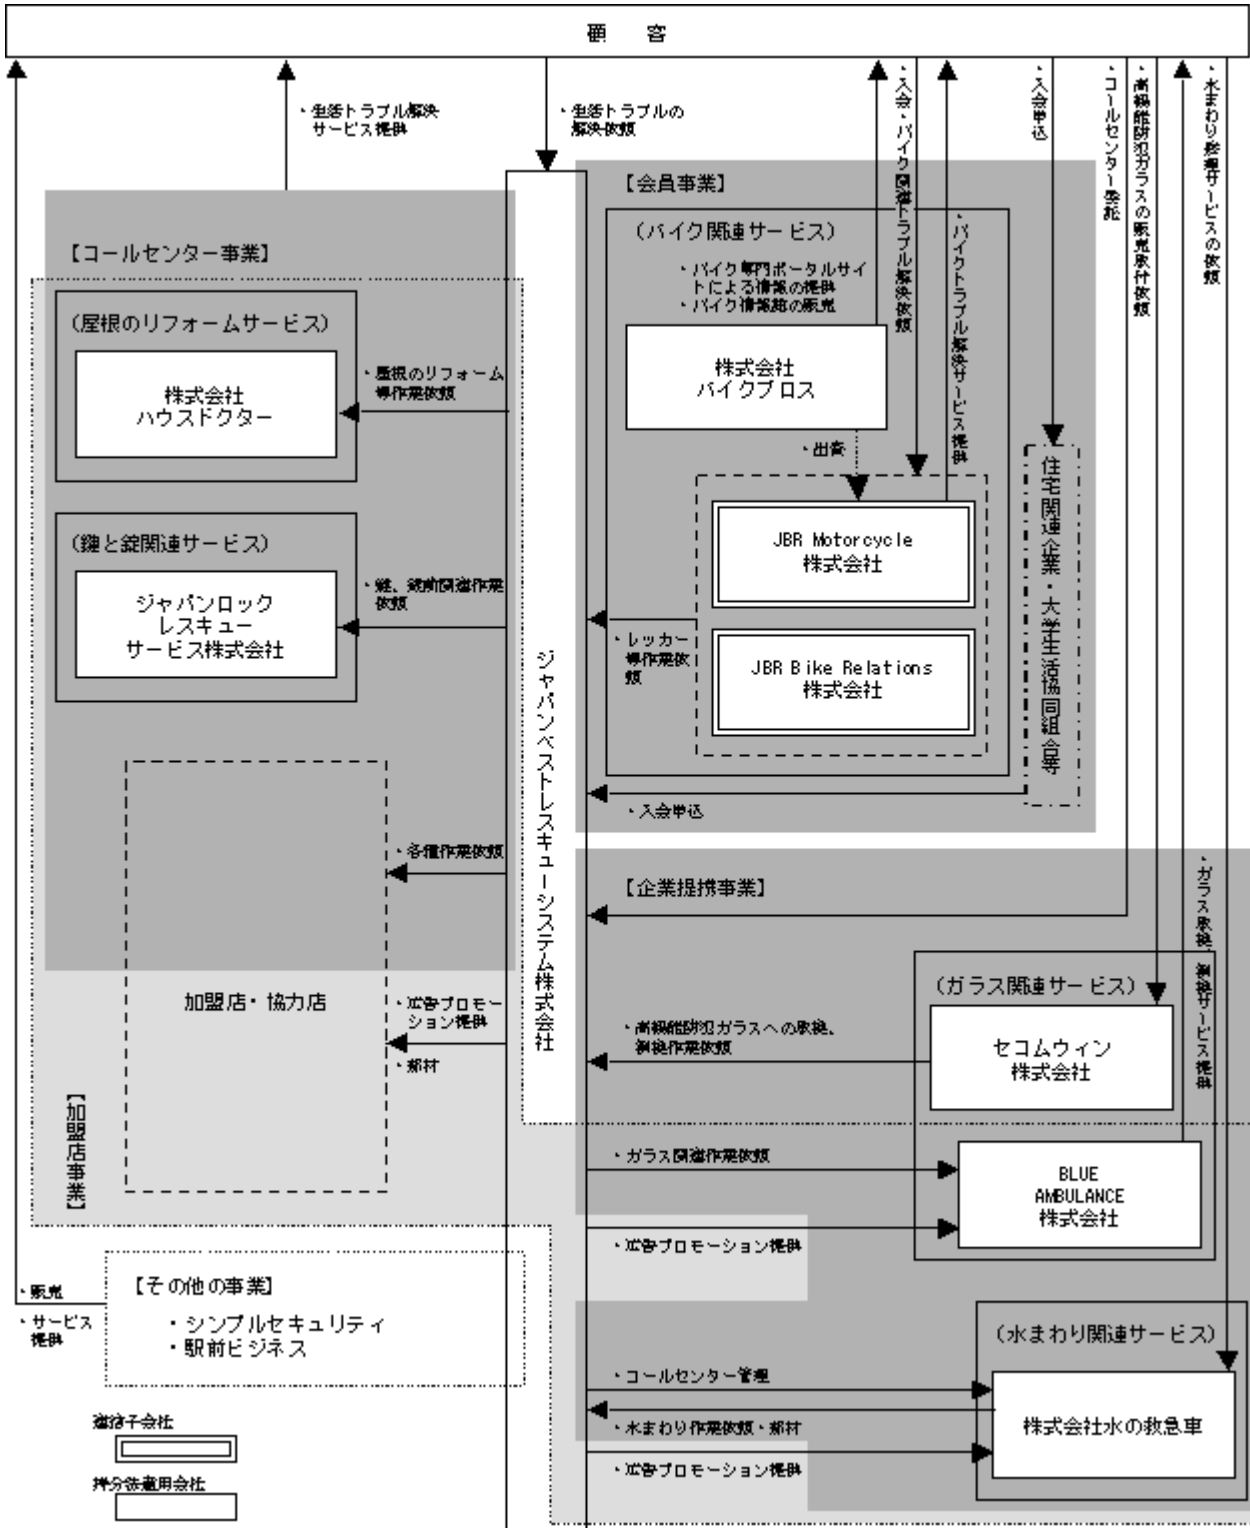 顧 客
・生活トラブル解決
サービス提供
・生活トラブルの
解決依頼
・入会・バイク関連トラブル解決依頼
・バイクトラブル解決サービス提供
・入会申込
・コールセンター委託
・高機能防犯ガラスの販売取付依頼
・水まわり修理サービスの依頼
・ガラス取換、補修サービス提供
【コールセンター事業】
(屋根のリフォームサービス)
株式会社
ハウスドクター
・屋根のリフォーム
等作業依頼
(鍵と錠関連サービス)
ジャパンロック
レスキュー
サービス株式会社
・鍵、錠前関連作業
依頼
・各種作業依頼
加盟店・協力店
・広告プロモー
ション提供
・部材
【加盟店事業】
ジャパンベストレスキューシステム株式会社
【会員事業】
(バイク関連サービス)
・バイク専門ポータルサイ
トによる情報の提供
・バイク情報誌の販売
株式会社
バイクブロス
・出資
JBR Motorcycle
株式会社
JBR Bike Relations
株式会社
・レッカー
等作業依
頼
住宅関連企業・大学生活協同組合等
・入会申込
【企業提携事業】
(ガラス関連サービス)
セコムウィン
株式会社
・高機能防犯ガラスへの取換、
補修作業依頼
・ガラス関連作業依頼
BLUE
AMBULANCE
株式会社
・広告プロモーション提供
(水まわり関連サービス)
・コールセンター管理
株式会社水の救急車
・水まわり作業依頼・部材
・広告プロモーション提供
・販売
・サービス
提供
【その他の事業】
・シンプルセキュリティ
・駅前ビジネス
連結子会社
持分法適用会社